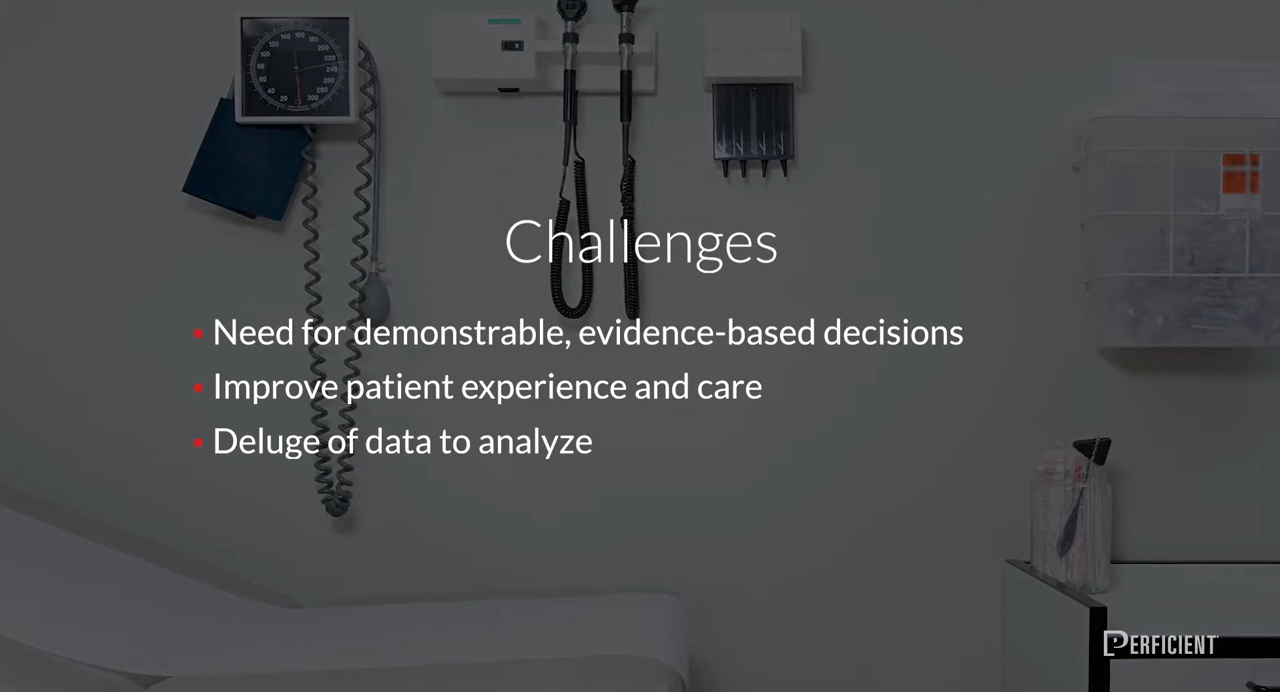 Challenges
• Need for demonstrable, evidence-based decisions
• Improve patient experience and care
• Deluge of data to analyze
PERFICIENT